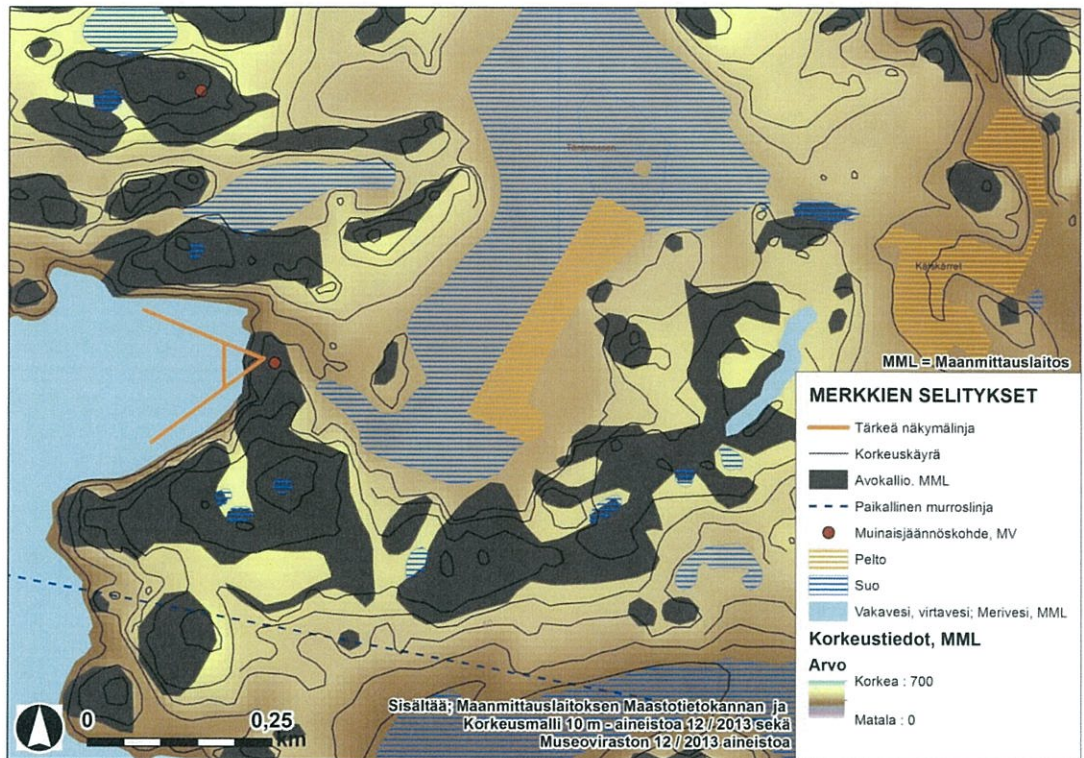 Kärrkärret
MML = Maanmittauslaitos
MERKKIEN SELITYKSET
Tärkeä näkymälinja
Korkeuskäyrä
Avokallio. MML
Paikallinen murroslinja
Muinaisjäännöskohde, MV
Pelto
Suo
Vakavesi, virtavesi; Merivesi, MML
Korkeustiedot, MML
Arvo
Korkea : 700
Matala : 0
Sisältää; Maanmittauslaitoksen Maastotietokannan ja
Korkeusmalli 10 m - aineistoa 12 / 2013 sekä
Museoviraston 12 / 2013 aineistoa
0 0,25
km